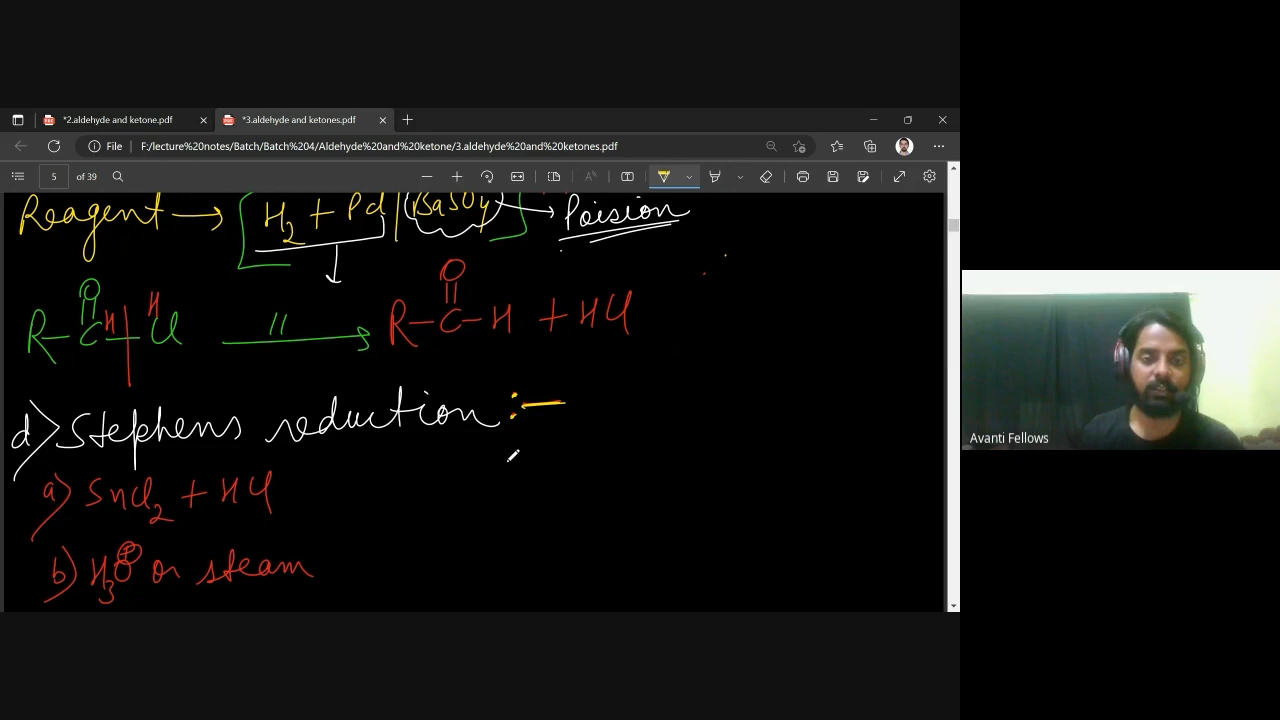 *2.aldehyde and ketone.pdf
*3.aldehyde and ketones.pdf
File
F:/lecture%20notes/Batch/Batch%204/Aldehyde%20and%20ketone/3.aldehyde%20and%20ketones.pdf
5 of 39
Reagent → [H2 + Pd | BaSO4] → Poision
O O
R-C-Cl // → R-C-H + HCl
H H
d) Stephens reduction :-
a) SnCl2 + HCl
b) H3O⊕ or steam
Avanti Fellows